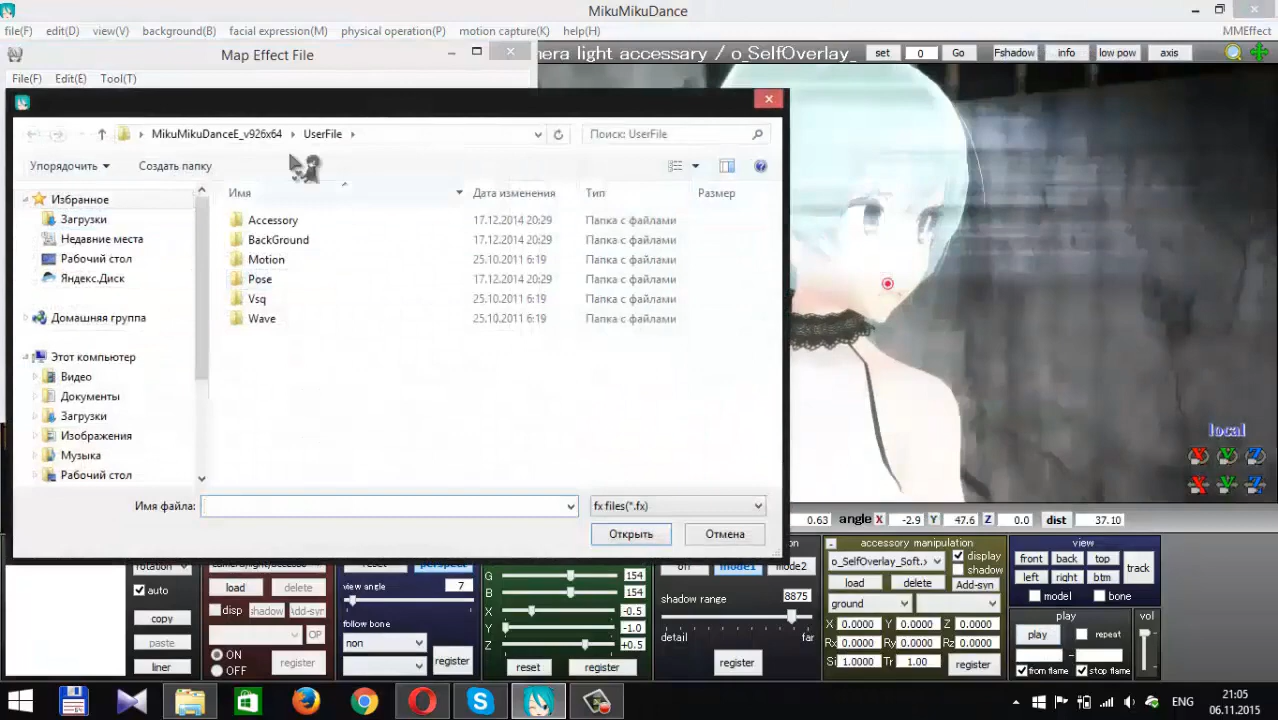 MikuMikuDance
file(F) edit(D) view(V) background(B) facial expression(M) physical operation(P) motion capture(K) help(H) MMEffect
Map Effect File
era light accessary / o_SelfOverlay_ set 0 Go Fshadow info low pow axis
File(F) Edit(E) Tool(T)
MikuMikuDanceE_v926x64 UserFile Поиск: UserFile
Упорядочить Создать папку
Имя Дата изменения Тип Размер
Избранное
Загрузки
Недавние места
Рабочий стол
Яндекс.Диск
Домашняя группа
Этот компьютер
Видео
Документы
Загрузки
Изображения
Музыка
Рабочий стол
Accessory 17.12.2014 20:29 Папка с файлами
BackGround 17.12.2014 20:29 Папка с файлами
Motion 25.10.2011 6:19 Папка с файлами
Pose 17.12.2014 20:29 Папка с файлами
Vsq 25.10.2011 6:19 Папка с файлами
Wave 25.10.2011 6:19 Папка с файлами
Имя файла: fx files(*.fx)
Открыть Отмена
local
X Y Z
X Y Z
0.63 angle X -2.9 Y 47.6 Z 0.0 dist 37.10
rotation
auto
copy
paste
liner
load delete
disp shadow Add-syn
OP
ON
OFF
register
reset perspect
view angle 7
follow bone
non
register
G 154
B 154
X -0.5
Y -1.0
Z +0.5
reset register
off mode1 mode2
shadow range 8875
detail far
register
accessory manipulation
o_SelfOverlay_Soft.x display
shadow
load delete Add-syn
ground
X 0.0000 Y 0.0000 Z 0.0000
Rx 0.0000 Ry 0.0000 Rz 0.0000
Si 1.0000 Tr 1.00 register
view
front back top
left right btm track
model bone
play vol
play repeat
from flame stop flame
ENG 21:05
06.11.2015